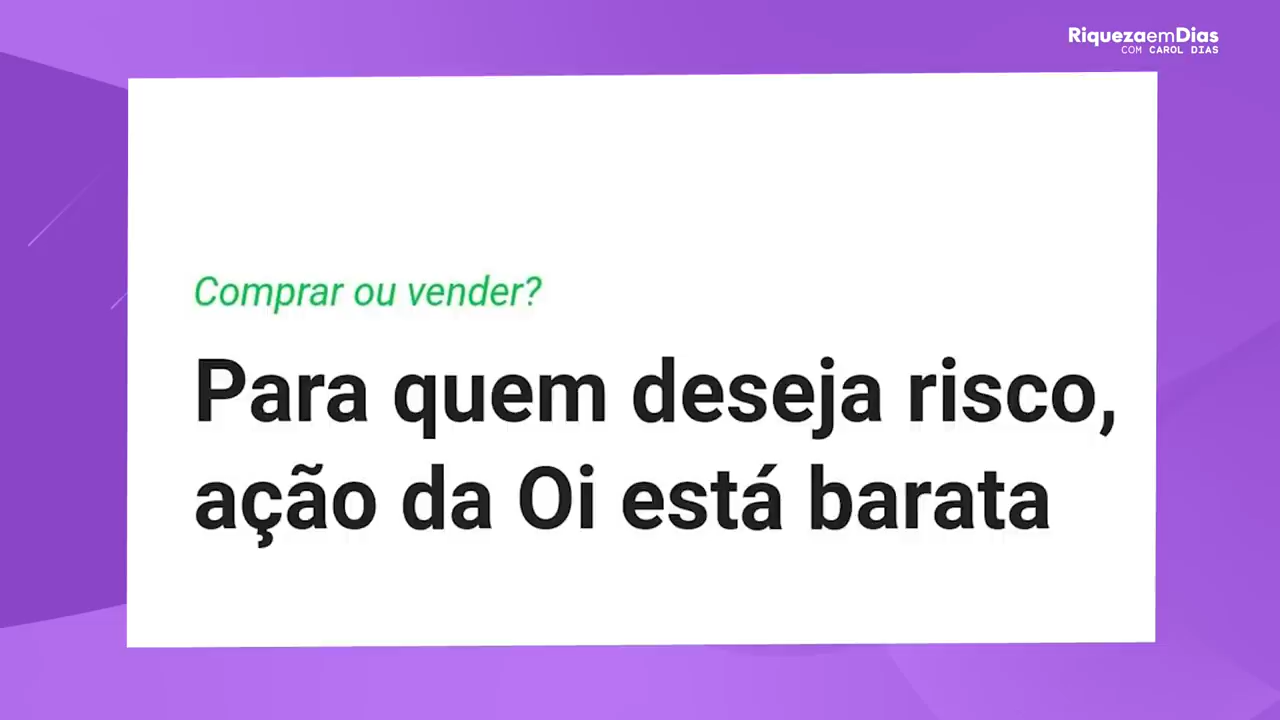 RiquezaemDias
COM CAROL DIAS
Comprar ou vender?
Para quem deseja risco,
ação da Oi está barata